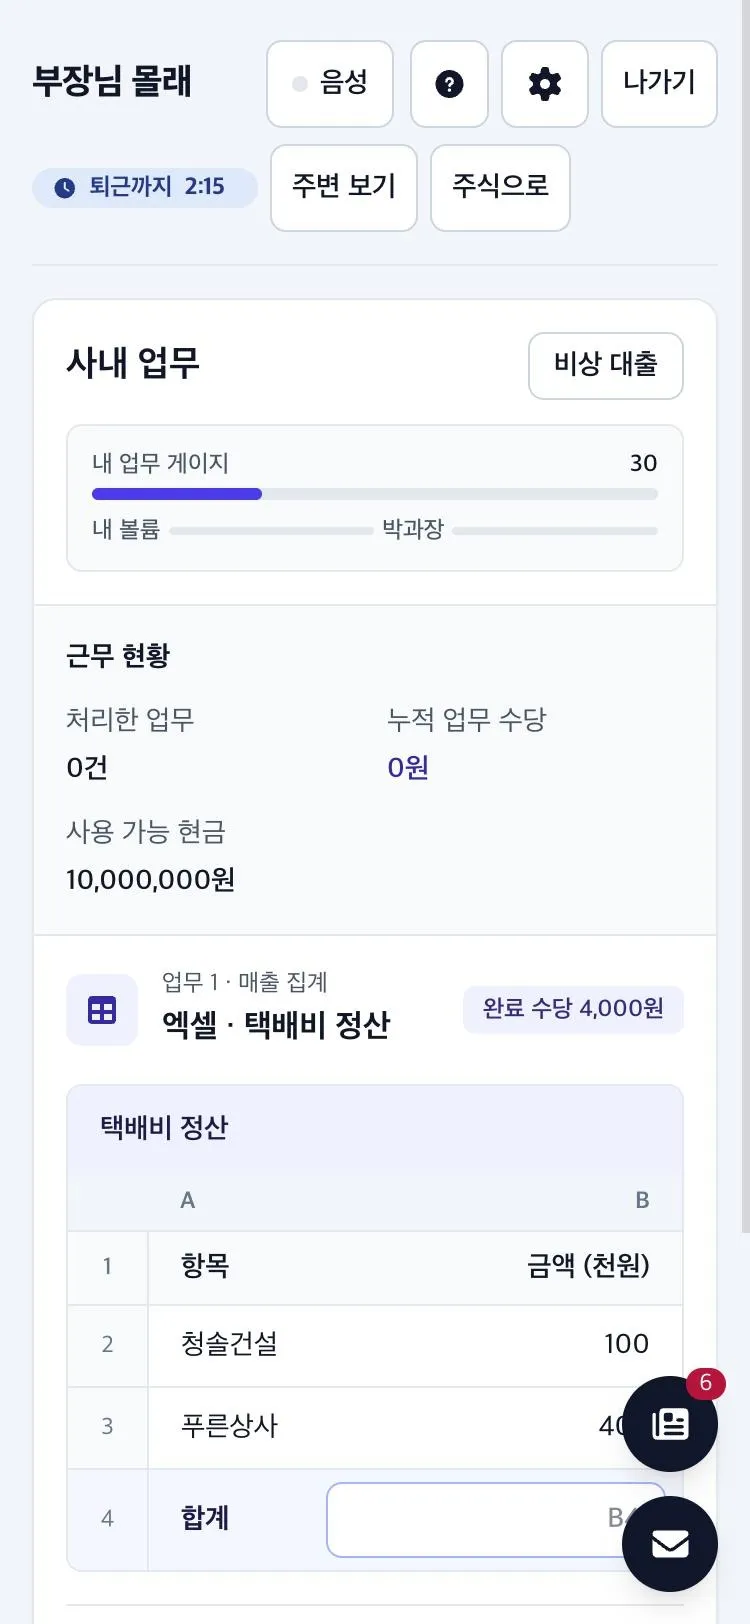 부장님 몰래
음성
나가기
퇴근까지 2:15
주변 보기
주식으로
사내 업무
비상 대출
내 업무 게이지 30
내 볼륨 박과장
근무 현황
처리한 업무 누적 업무 수당
0건 0원
사용 가능 현금
10,000,000원
업무 1 · 매출 집계
엑셀 · 택배비 정산
완료 수당 4,000원
택배비 정산
A B
1 항목 금액 (천원)
2 청솔건설 100
6
3 푸른상사
4 합계